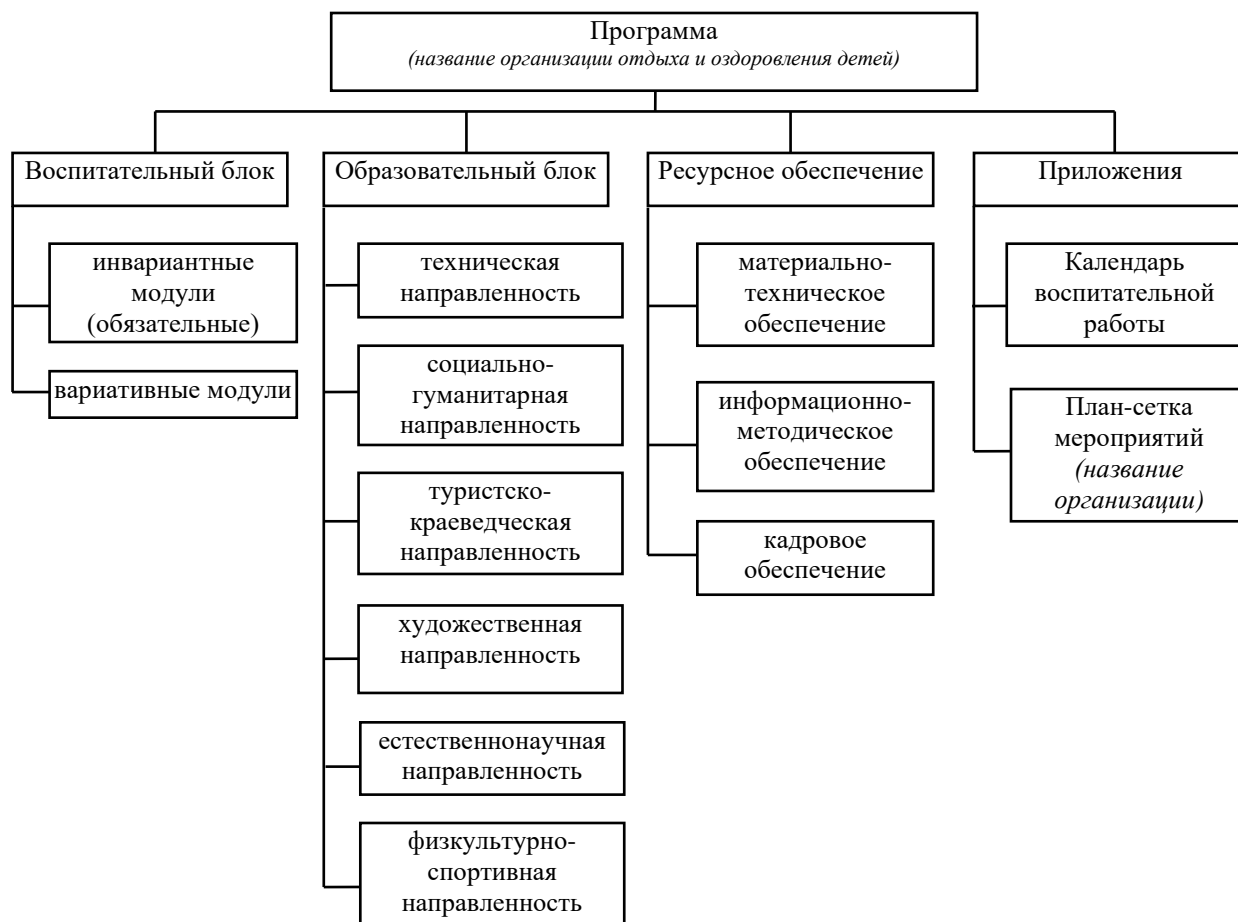 Программа
(название организации отдыха и оздоровления детей)
Воспитательный блок
инвариантные
модули
(обязательные)
вариативные модули
Образовательный блок
техническая
направленность
социально-
гуманитарная
направленность
туристско-
краеведческая
направленность
художественная
направленность
естественнонаучная
направленность
физкультурно-
спортивная
направленность
Ресурсное обеспечение
материально-
техническое
обеспечение
информационно-
методическое
обеспечение
кадровое
обеспечение
Приложения
Календарь
воспитательной
работы
План-сетка
мероприятий
(название
организации)